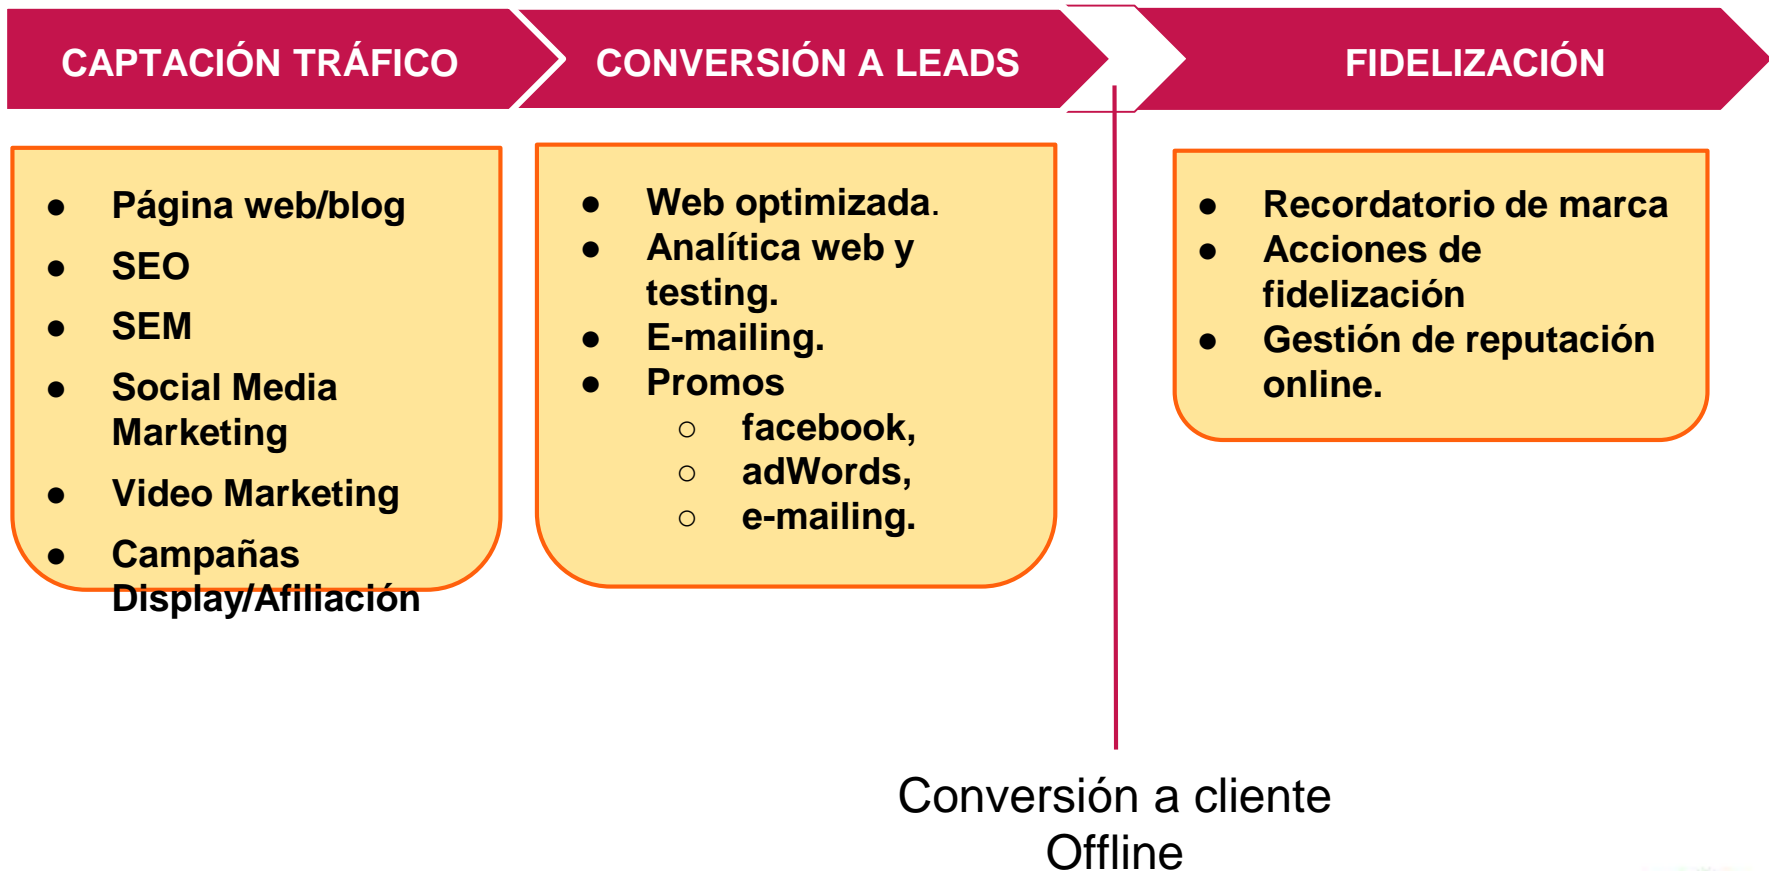 CAPTACIÓN TRÁFICO
CONVERSIÓN A LEADS
FIDELIZACIÓN
● Página web/blog
● SEO
● SEM
● Social Media
Marketing
● Video Marketing
● Campañas
Display/Afiliación
● Web optimizada.
● Analítica web y
testing.
● E-mailing.
● Promos
○ facebook,
○ adWords,
○ e-mailing.
● Recordatorio de marca
● Acciones de
fidelización
● Gestión de reputación
online.
Conversión a cliente
Offline